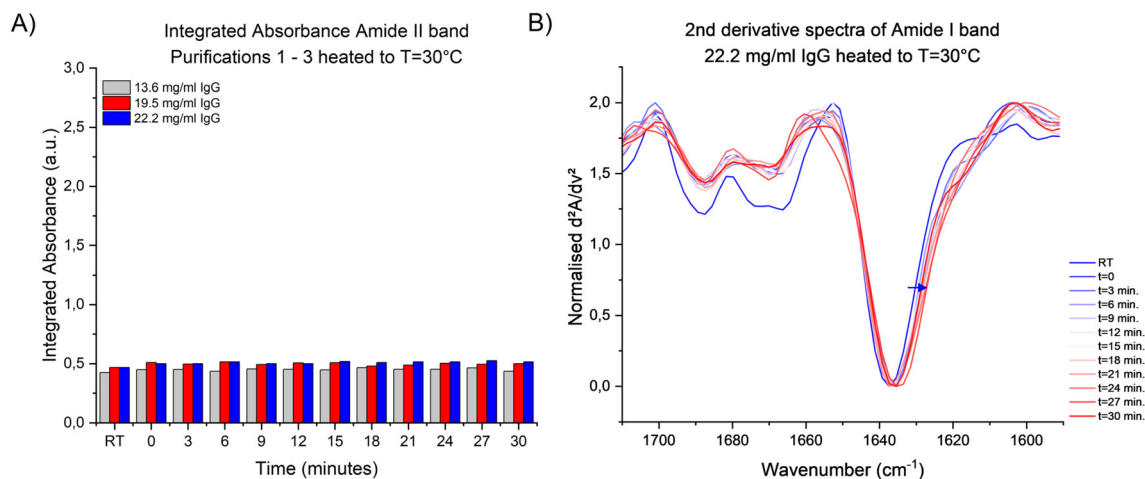 A)
Integrated Absorbance Amide II band
Purifications 1 - 3 heated to T=30°C
3,0
2,5
2,0
1,5
1,0
0,5
0,0
Integrated Absorbance (a.u.)
13.6 mg/ml IgG
19.5 mg/ml IgG
22.2 mg/ml IgG
RT 0 3 6 9 12 15 18 21 24 27 30
Time (minutes)
B)
2nd derivative spectra of Amide I band
22.2 mg/ml IgG heated to T=30°C
2,0
1,5
1,0
0,5
0,0
Normalised d²A/dv²
1700 1680 1660 1640 1620 1600
Wavenumber (cm⁻¹)
RT
t=0
t=3 min.
t=6 min.
t=9 min.
t=12 min.
t=15 min.
t=18 min.
t=21 min.
t=24 min.
t=27 min.
t=30 min.